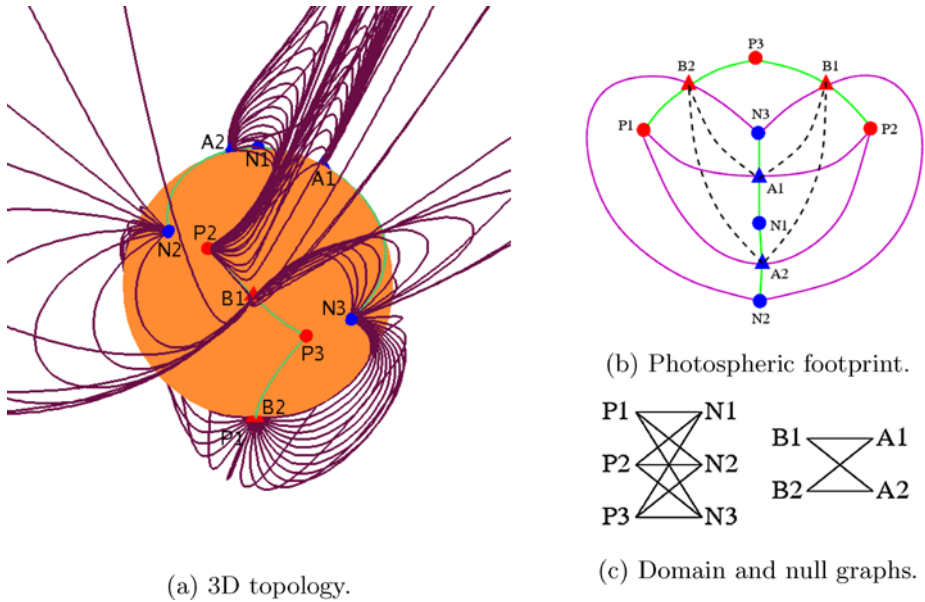 A2
N1
A1
N2
P2
B1
N3
P3
B2
P1
(a) 3D topology.
P3
B2
B1
N3
P1
P2
A1
N1
A2
N2
(b) Photospheric footprint.
P1 N1
P2 N2
P3 N3
B1 A1
B2 A2
(c) Domain and null graphs.